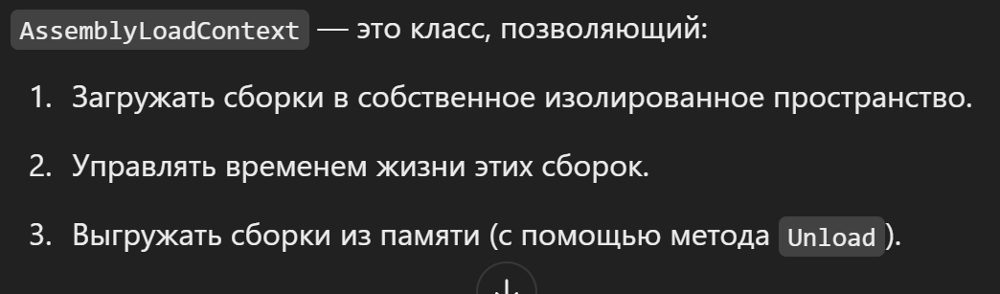 AssemblyLoadContext — это класс, позволяющий:
1. Загружать сборки в собственное изолированное пространство.
2. Управлять временем жизни этих сборок.
3. Выгружать сборки из памяти (с помощью метода Unload).